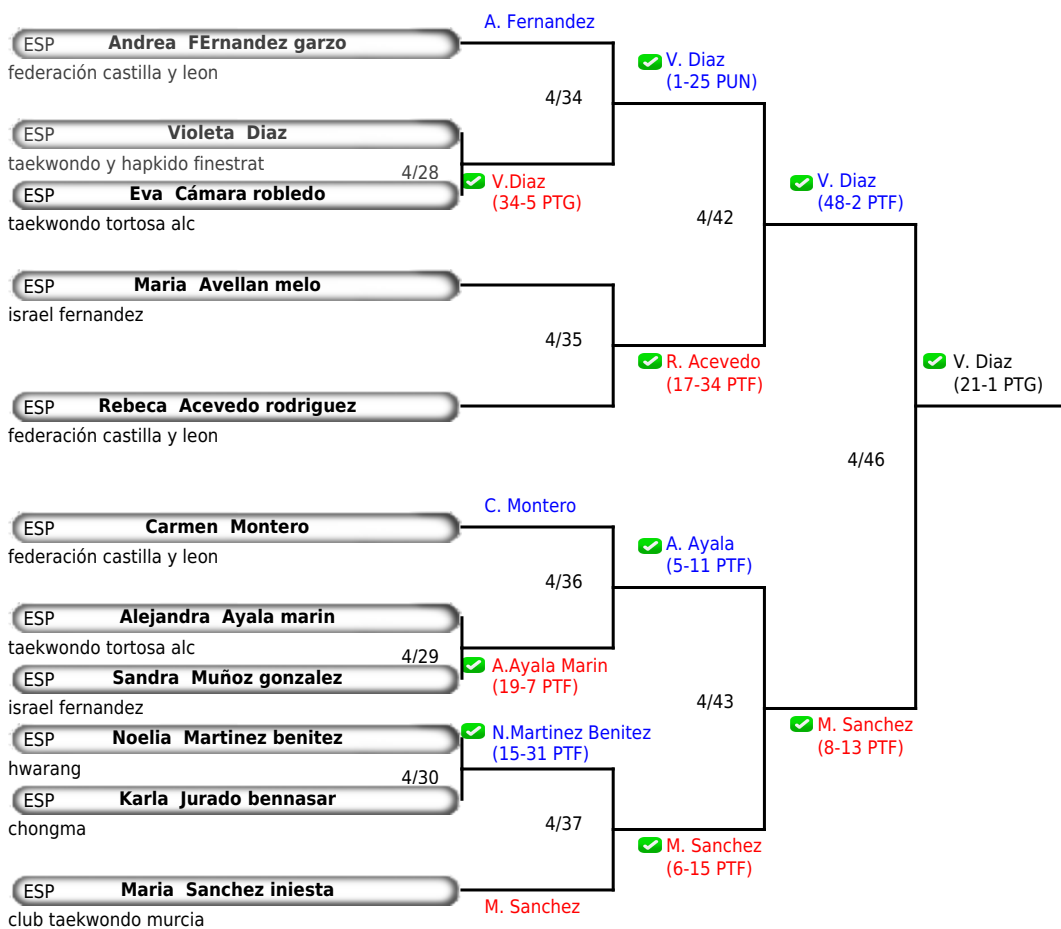 A. Fernandez
ESP Andrea FErnandez garzo
federación castilla y leon
V. Diaz
(1-25 PUN)
4/34
ESP Violeta Diaz
taekwondo y hapkido finestrat
4/28
V.Diaz
(34-5 PTG)
ESP Eva Cámara robledo
taekwondo tortosa alc
V. Diaz
(48-2 PTF)
4/42
ESP Maria Avellan melo
israel fernandez
4/35
R. Acevedo
(17-34 PTF)
V. Diaz
(21-1 PTG)
ESP Rebeca Acevedo rodriguez
federación castilla y leon
4/46
C. Montero
ESP Carmen Montero
federación castilla y leon
A. Ayala
(5-11 PTF)
4/36
ESP Alejandra Ayala marin
taekwondo tortosa alc
4/29
A.Ayala Marin
(19-7 PTF)
ESP Sandra Muñoz gonzalez
israel fernandez
4/43
M. Sanchez
(8-13 PTF)
ESP Noelia Martinez benitez
hwarang
N.Martinez Benitez
(15-31 PTF)
4/30
ESP Karla Jurado bennasar
chongma
4/37
M. Sanchez
(6-15 PTF)
ESP Maria Sanchez iniesta
M. Sanchez
club taekwondo murcia